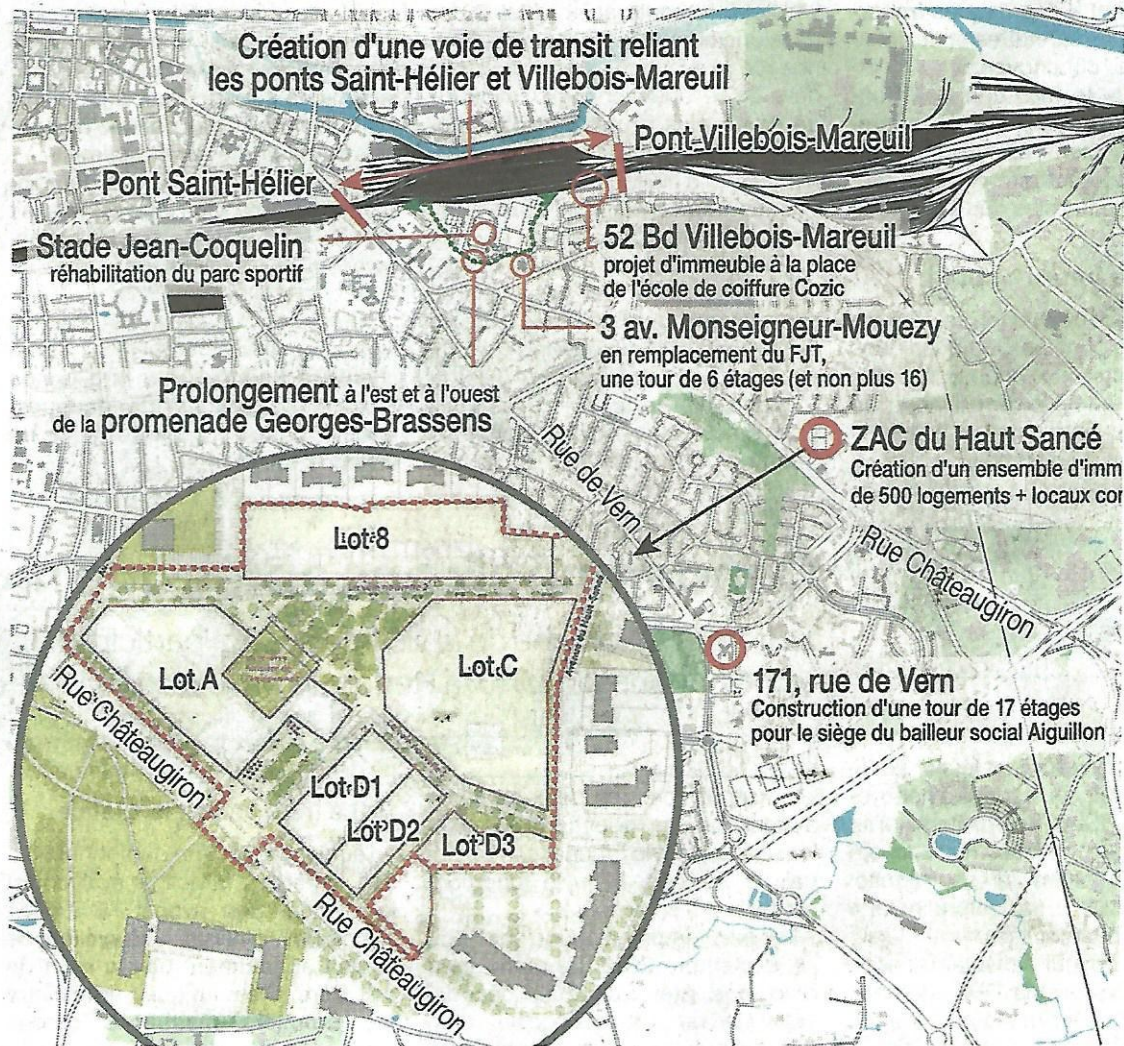 Création d'une voie de transit reliant
les ponts Saint-Hélier et Villebois-Mareuil
Pont Villebois-Mareuil
Pont Saint-Hélier
Stade Jean-Coquelin
réhabilitation du parc sportif
52 Bd Villebois-Mareuil
projet d'immeuble à la place
de l'école de coiffure Cozic
3 av. Monseigneur-Mouezy
en remplacement du FJT,
une tour de 6 étages (et non plus 16)
Prolongement à l'est et à l'ouest
de la promenade Georges-Brassens
Rue de Vern
ZAC du Haut Sancé
Création d'un ensemble d'imm
de 500 logements + locaux cor
Rue Châteaugiron
171, rue de Vern
Construction d'une tour de 17 étages
pour le siège du bailleur social Aiguillon
Lot 8
Lot A
Lot C
Rue Châteaugiron
Lot D1
Lot D2
Lot D3
Rue Châteaugiron